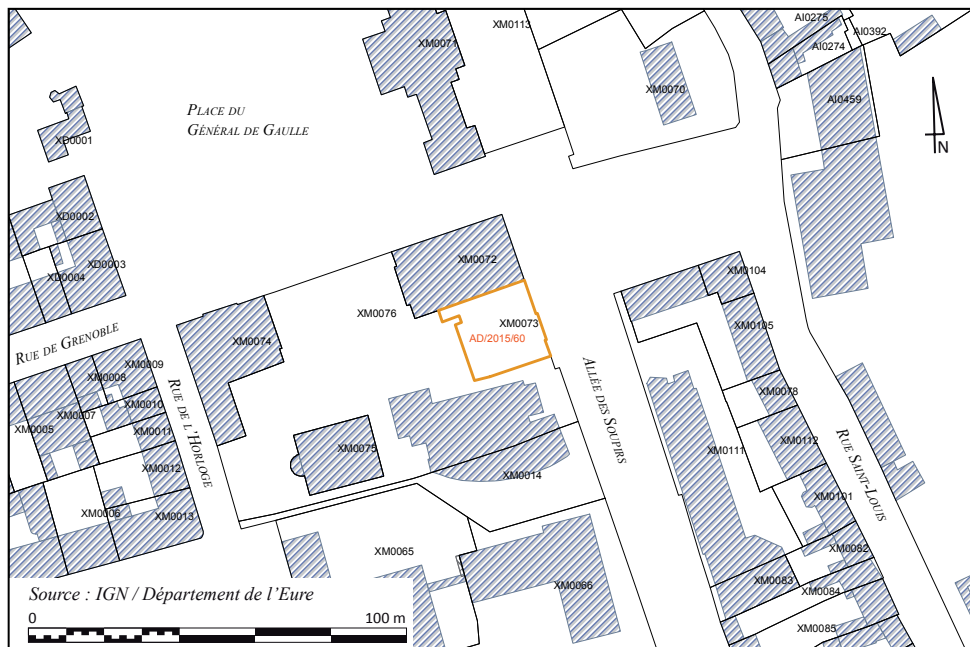 XM0113
AI0275
AI0392
AI0274
XM0071
XM0070
AI0459
PLACE DU
GÉNÉRAL DE GAULLE
N
XD0001
XD0002
XD0003
XD0004
XM0072
XM0104
XM0076
XM0073
AD/2015/60
XM0105
RUE DE GRENOBLE
XM0074
XM0009
XM0008
XM0010
XM0007
XM0011
XM0005
XM0012
XM0006
XM0013
RUE DE L'HORLOGE
ALLÉE DES SOUPIRS
XM0078
XM0112
XM0111
XM0075
XM0014
XM0101
RUE SAINT-LOUIS
XM0082
XM0065
XM0066
XM0083
XM0084
XM0085
Source : IGN / Département de l'Eure
0 100 m